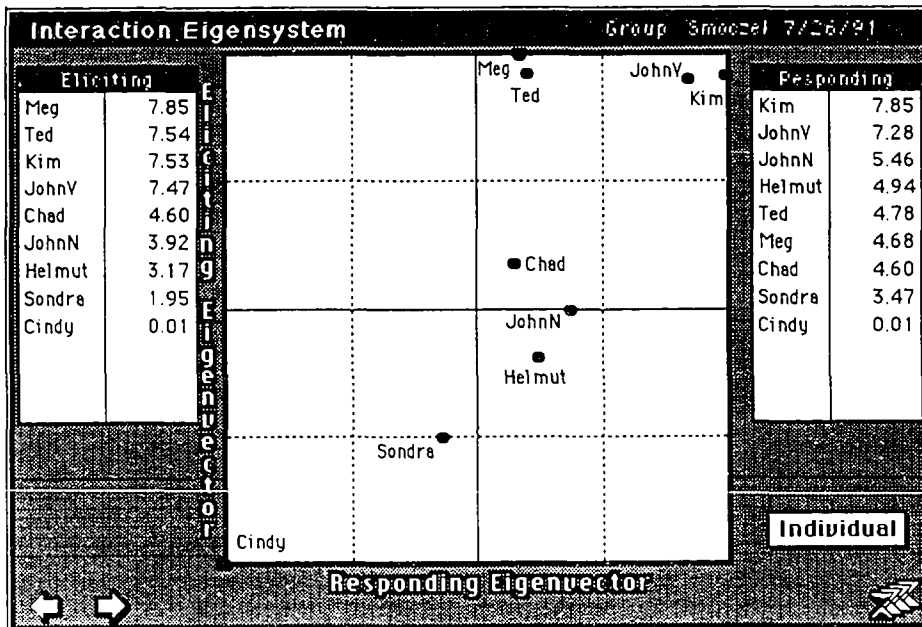 Interaction Eigensystem
Group Smoczek 7/26/91
Eliciting
Meg 7.85
Ted 7.54
Kim 7.53
JohnV 7.47
Chad 4.60
JohnN 3.92
Helmut 3.17
Sondra 1.95
Cindy 0.01
Eliciting Eigenvector
Meg
Ted
JohnV
Kim
Chad
JohnN
Helmut
Sondra
Cindy
Responding Eigenvector
Responding
Kim 7.85
JohnV 7.28
JohnN 5.46
Helmut 4.94
Ted 4.78
Meg 4.68
Chad 4.60
Sondra 3.47
Cindy 0.01
Individual